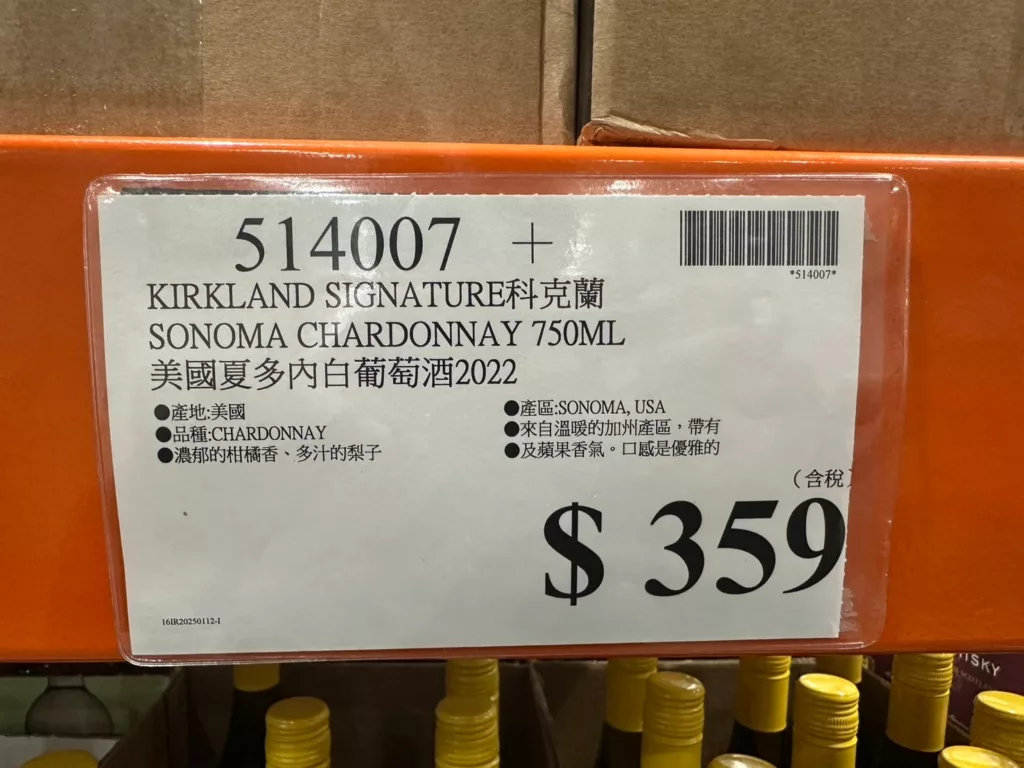 514007 +
*514007*
KIRKLAND SIGNATURE科克蘭
SONOMA CHARDONNAY 750ML
美國夏多內白葡萄酒2022
●產地:美國
●產區:SONOMA, USA
●品種:CHARDONNAY
●來自溫暖的加州產區，帶有
●濃郁的柑橘香、多汁的梨子
●及蘋果香氣。口感是優雅的
（含稅）
$ 359
16IR20250112-I